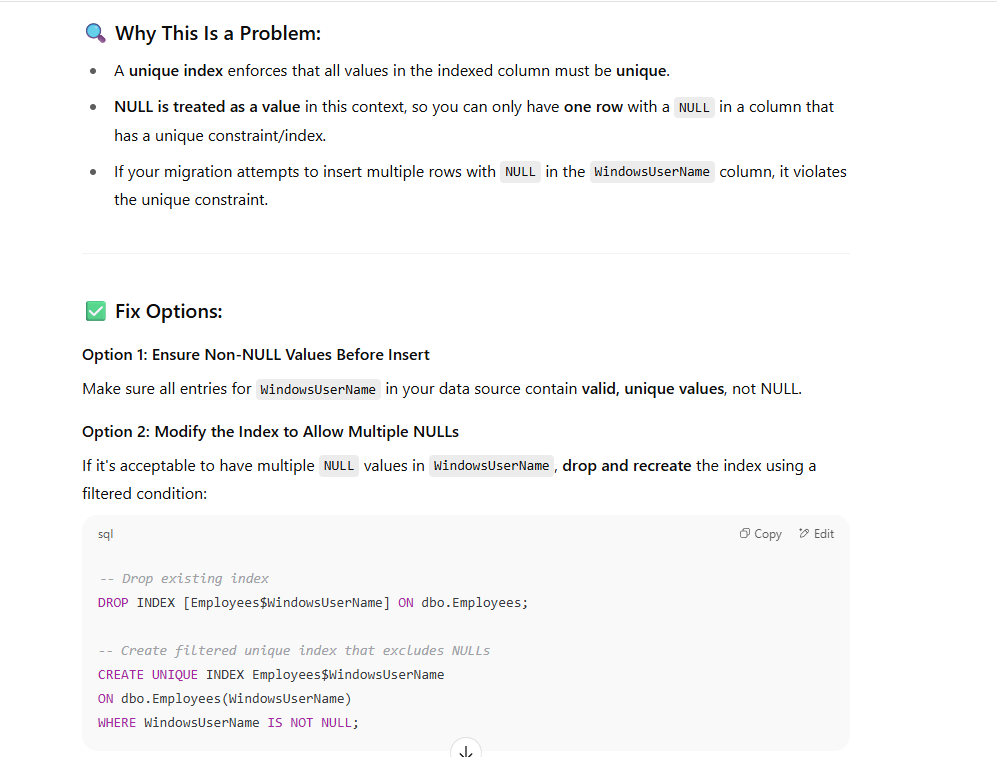 🔍 Why This Is a Problem:
• A unique index enforces that all values in the indexed column must be unique.
• NULL is treated as a value in this context, so you can only have one row with a NULL in a column that
has a unique constraint/index.
• If your migration attempts to insert multiple rows with NULL in the WindowsUserName column, it violates
the unique constraint.
✅ Fix Options:
Option 1: Ensure Non-NULL Values Before Insert
Make sure all entries for WindowsUserName in your data source contain valid, unique values, not NULL.
Option 2: Modify the Index to Allow Multiple NULLs
If it's acceptable to have multiple NULL values in WindowsUserName, drop and recreate the index using a
filtered condition:
sql Copy Edit
-- Drop existing index
DROP INDEX [Employees$WindowsUserName] ON dbo.Employees;
-- Create filtered unique index that excludes NULLs
CREATE UNIQUE INDEX Employees$WindowsUserName
ON dbo.Employees(WindowsUserName)
WHERE WindowsUserName IS NOT NULL;